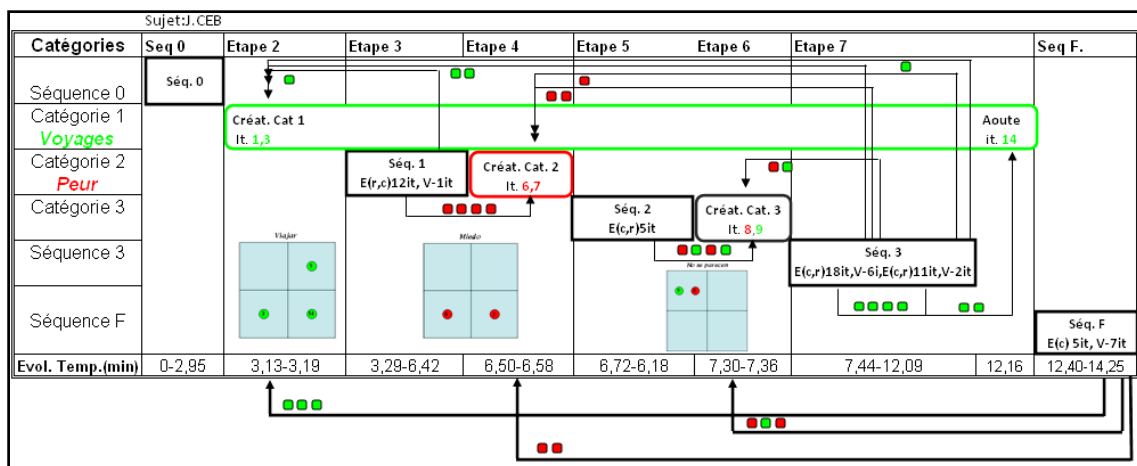 Sujet:J.CEB
Catégories Seq 0 Etape 2 Etape 3 Etape 4 Etape 5 Etape 6 Etape 7 Seq F.
Séquence 0
Séq. 0
Catégorie 1
Voyages
Créat. Cat 1
It. 1,3
Aoute
it. 14
Catégorie 2
Peur
Séq. 1
E(r,c)12it, V-1it
Créat. Cat. 2
It. 6,7
Catégorie 3
Séq. 2
E(c,r)5it
Créat. Cat. 3
It. 8,9
Séquence 3
Viajar
Miedo
No se parecen
Séq. 3
E(c,r)18it,V-6i,E(c,r)11it,V-2it
Séquence F
Séq. F
E(c) 5it, V-7it
Evol. Temp.(min) 0-2,95 3,13-3,19 3,29-6,42 6,50-6,58 6,72-6,18 7,30-7,36 7,44-12,09 12,16 12,40-14,25